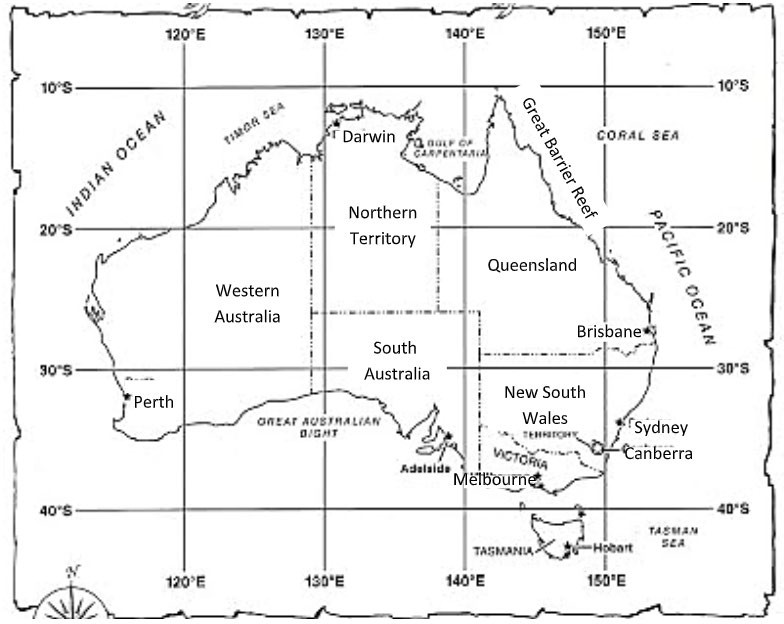 120°E
130°E
140°E
150°E
10°S
10°S
INDIAN OCEAN
TIMOR SEA
Darwin
GULF OF
CARPENTARIA
Great Barrier Reef
CORAL SEA
Northern
Territory
20°S
20°S
PACIFIC OCEAN
Queensland
Western
Australia
Brisbane
South
Australia
30°S
30°S
New South
Wales
Perth
GREAT AUSTRALIAN
BIGHT
TERRITORY
Sydney
Canberra
VICTORIA
Adelaide
Melbourne
40°S
40°S
TASMAN
SEA
TASMANIA
Hobart
N
120°E
130°E
140°E
150°E